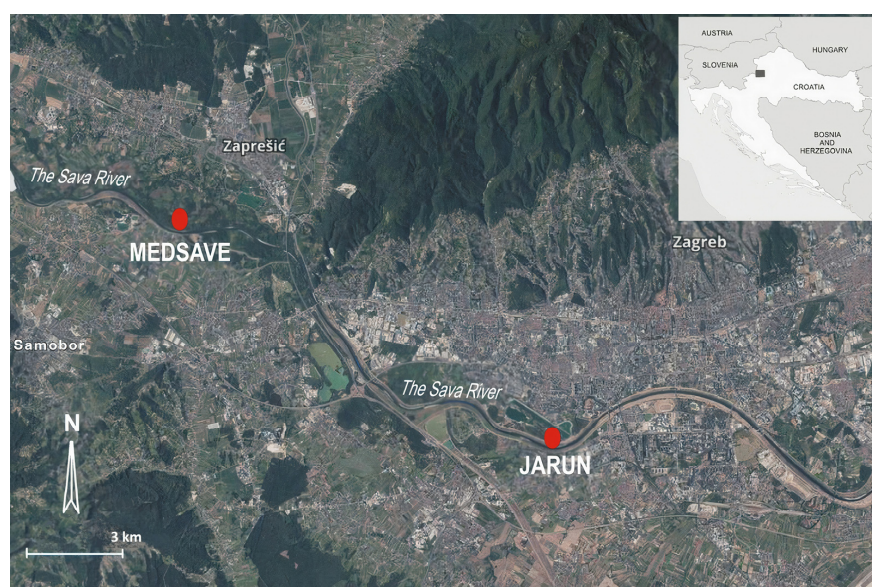 AUSTRIA
HUNGARY
SLOVENIA
CROATIA
BOSNIA
AND
HERZEGOVINA
Zaprešić
The Sava River
MEDSAVE
Zagreb
Samobor
The Sava River
JARUN
N
3 km